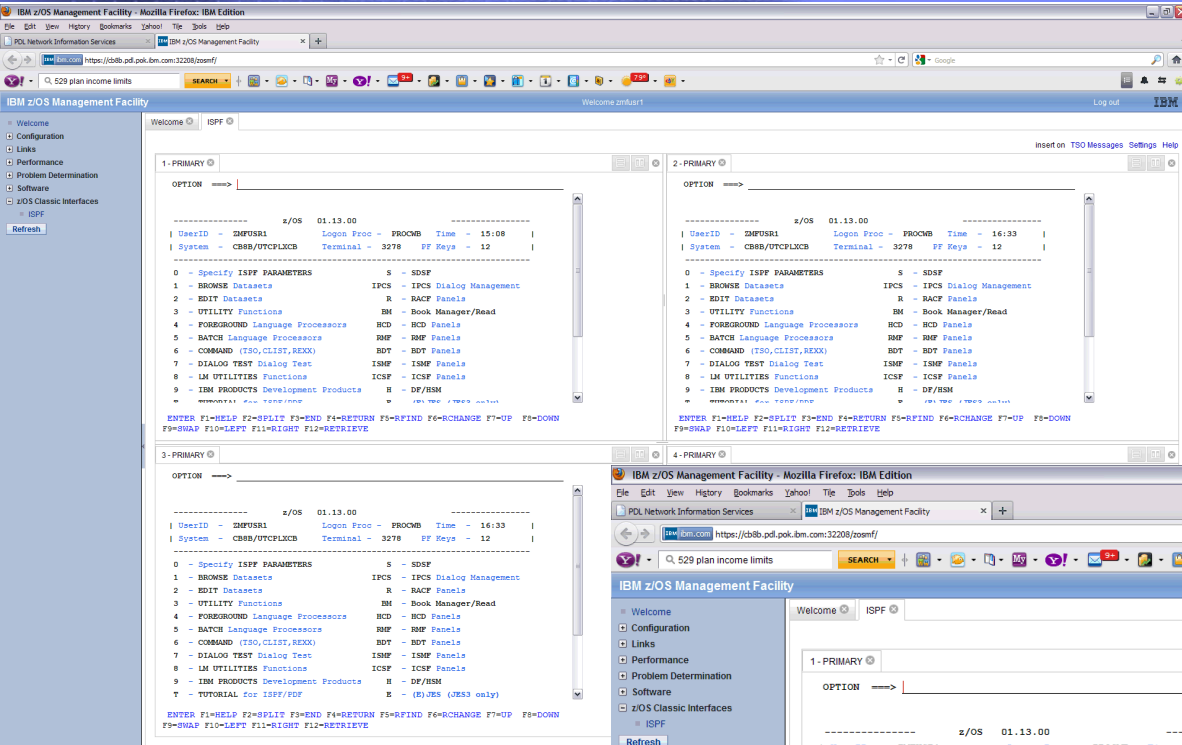 IBM z/OS Management Facility - Mozilla Firefox: IBM Edition
File Edit View History Bookmarks Yahoo! Tools Help
PDL Network Information Services IBM z/OS Management Facility
ibm.com https://cb8b.pdl.pok.ibm.com:32208/zosmf/ Google
529 plan income limits SEARCH 9+ 79°
IBM z/OS Management Facility Welcome zmfusr1 Log out IBM
Welcome
Configuration
Links
Performance
Problem Determination
Software
z/OS Classic Interfaces
ISPF
Refresh
Welcome ISPF
insert on TSO Messages Settings Help
1 - PRIMARY
OPTION ===>
--------------- z/OS 01.13.00 ---------------
| UserID - ZMFUSR1 Logon Proc - PROCWB Time - 15:08 |
| System - CB8B/UTCPLXCB Terminal - 3278 PF Keys - 12 |
0 - Specify ISPF PARAMETERS S - SDSF
1 - BROWSE Datasets IPCS - IPCS Dialog Management
2 - EDIT Datasets R - RACF Panels
3 - UTILITY Functions BM - Book Manager/Read
4 - FOREGROUND Language Processors HCD - HCD Panels
5 - BATCH Language Processors RMF - RMF Panels
6 - COMMAND (TSO,CLIST,REXX) BDT - BDT Panels
7 - DIALOG TEST Dialog Test ISMF - ISMF Panels
8 - LM UTILITIES Functions ICSF - ICSF Panels
9 - IBM PRODUCTS Development Products H - DF/HSM
T - TUTORIAL for ISPF/PDF E - (E)JES (JES3 only)
ENTER F1=HELP F2=SPLIT F3=END F4=RETURN F5=RFIND F6=RCHANGE F7=UP F8=DOWN
F9=SWAP F10=LEFT F11=RIGHT F12=RETRIEVE
2 - PRIMARY
OPTION ===>
--------------- z/OS 01.13.00 ---------------
| UserID - ZMFUSR1 Logon Proc - PROCWB Time - 16:33 |
| System - CB8B/UTCPLXCB Terminal - 3278 PF Keys - 12 |
0 - Specify ISPF PARAMETERS S - SDSF
1 - BROWSE Datasets IPCS - IPCS Dialog Management
2 - EDIT Datasets R - RACF Panels
3 - UTILITY Functions BM - Book Manager/Read
4 - FOREGROUND Language Processors HCD - HCD Panels
5 - BATCH Language Processors RMF - RMF Panels
6 - COMMAND (TSO,CLIST,REXX) BDT - BDT Panels
7 - DIALOG TEST Dialog Test ISMF - ISMF Panels
8 - LM UTILITIES Functions ICSF - ICSF Panels
9 - IBM PRODUCTS Development Products H - DF/HSM
T - TUTORIAL for ISPF/PDF E - (E)JES (JES3 only)
ENTER F1=HELP F2=SPLIT F3=END F4=RETURN F5=RFIND F6=RCHANGE F7=UP F8=DOWN
F9=SWAP F10=LEFT F11=RIGHT F12=RETRIEVE
3 - PRIMARY
OPTION ===>
--------------- z/OS 01.13.00 ---------------
| UserID - ZMFUSR1 Logon Proc - PROCWB Time - 16:33 |
| System - CB8B/UTCPLXCB Terminal - 3278 PF Keys - 12 |
0 - Specify ISPF PARAMETERS S - SDSF
1 - BROWSE Datasets IPCS - IPCS Dialog Management
2 - EDIT Datasets R - RACF Panels
3 - UTILITY Functions BM - Book Manager/Read
4 - FOREGROUND Language Processors HCD - HCD Panels
5 - BATCH Language Processors RMF - RMF Panels
6 - COMMAND (TSO,CLIST,REXX) BDT - BDT Panels
7 - DIALOG TEST Dialog Test ISMF - ISMF Panels
8 - LM UTILITIES Functions ICSF - ICSF Panels
9 - IBM PRODUCTS Development Products H - DF/HSM
T - TUTORIAL for ISPF/PDF E - (E)JES (JES3 only)
ENTER F1=HELP F2=SPLIT F3=END F4=RETURN F5=RFIND F6=RCHANGE F7=UP F8=DOWN
F9=SWAP F10=LEFT F11=RIGHT F12=RETRIEVE
4 - PRIMARY
IBM z/OS Management Facility - Mozilla Firefox: IBM Edition
File Edit View History Bookmarks Yahoo! Tools Help
PDL Network Information Services IBM z/OS Management Facility
ibm.com https://cb8b.pdl.pok.ibm.com:32208/zosmf/
529 plan income limits SEARCH 9+
IBM z/OS Management Facility
Welcome
Configuration
Links
Performance
Problem Determination
Software
z/OS Classic Interfaces
ISPF
Refresh
Welcome ISPF
1 - PRIMARY
OPTION ===>
--------------- z/OS 01.13.00 ---